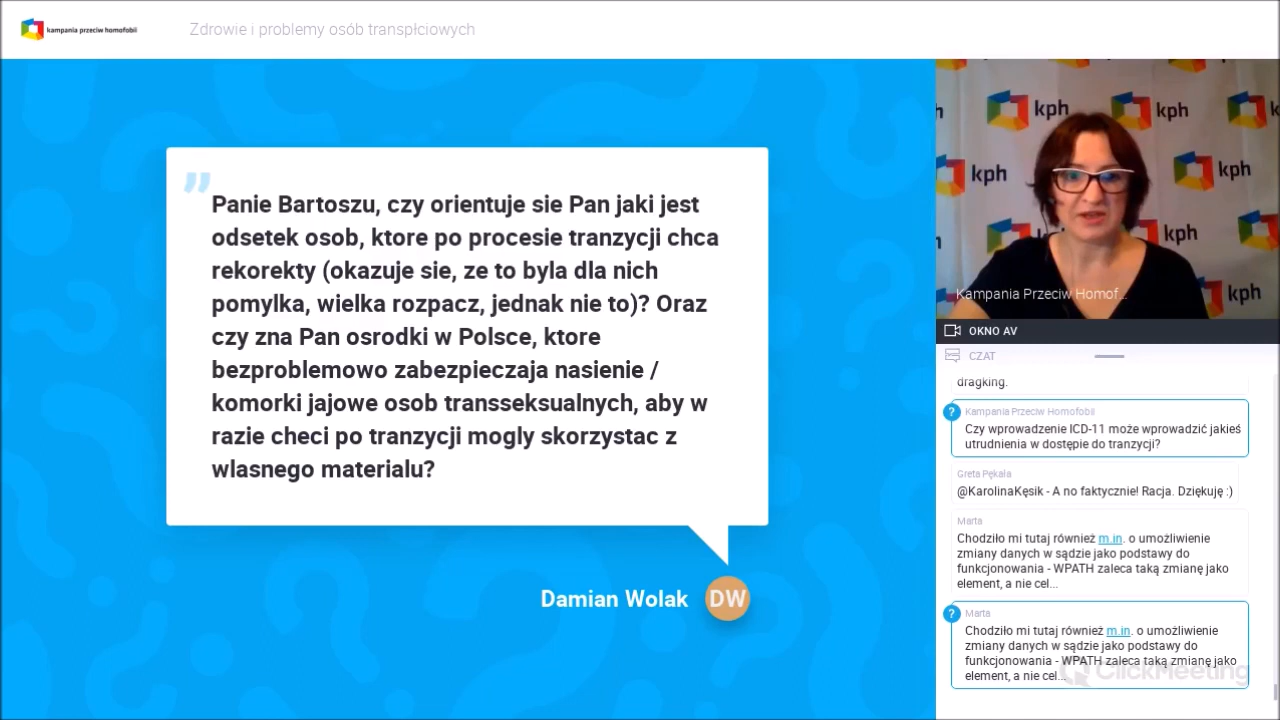 kampania przeciw homofobii
Zdrowie i problemy osób transpłciowych
Panie Bartoszu, czy orientuje sie Pan jaki jest
odsetek osob, ktore po procesie tranzycji chca
rekorekty (okazuje sie, ze to byla dla nich
pomylka, wielka rozpacz, jednak nie to)? Oraz
czy zna Pan osrodki w Polsce, ktore
bezproblemowo zabezpieczaja nasienie /
komorki jajowe osob transseksualnych, aby w
razie checi po tranzycji mogly skorzystac z
wlasnego materialu?
Damian Wolak DW
kph
kph
kph
kph
kph
Kampania Przeciw Homof...
OKNO AV
CZAT
dragking.
?
Kampania Przeciw Homofobii
Czy wprowadzenie ICD-11 może wprowadzić jakieś
utrudnienia w dostępie do tranzycji?
Greta Pękała
@KarolinaKęsik - A no faktycznie! Racja. Dziękuję :)
Marta
Chodziło mi tutaj również m.in. o umożliwienie
zmiany danych w sądzie jako podstawy do
funkcjonowania - WPATH zaleca taką zmianę jako
element, a nie cel...
?
Marta
Chodziło mi tutaj również m.in. o umożliwienie
zmiany danych w sądzie jako podstawy do
funkcjonowania - WPATH zaleca taką zmianę jako
element, a nie cel...
ClickMeeting